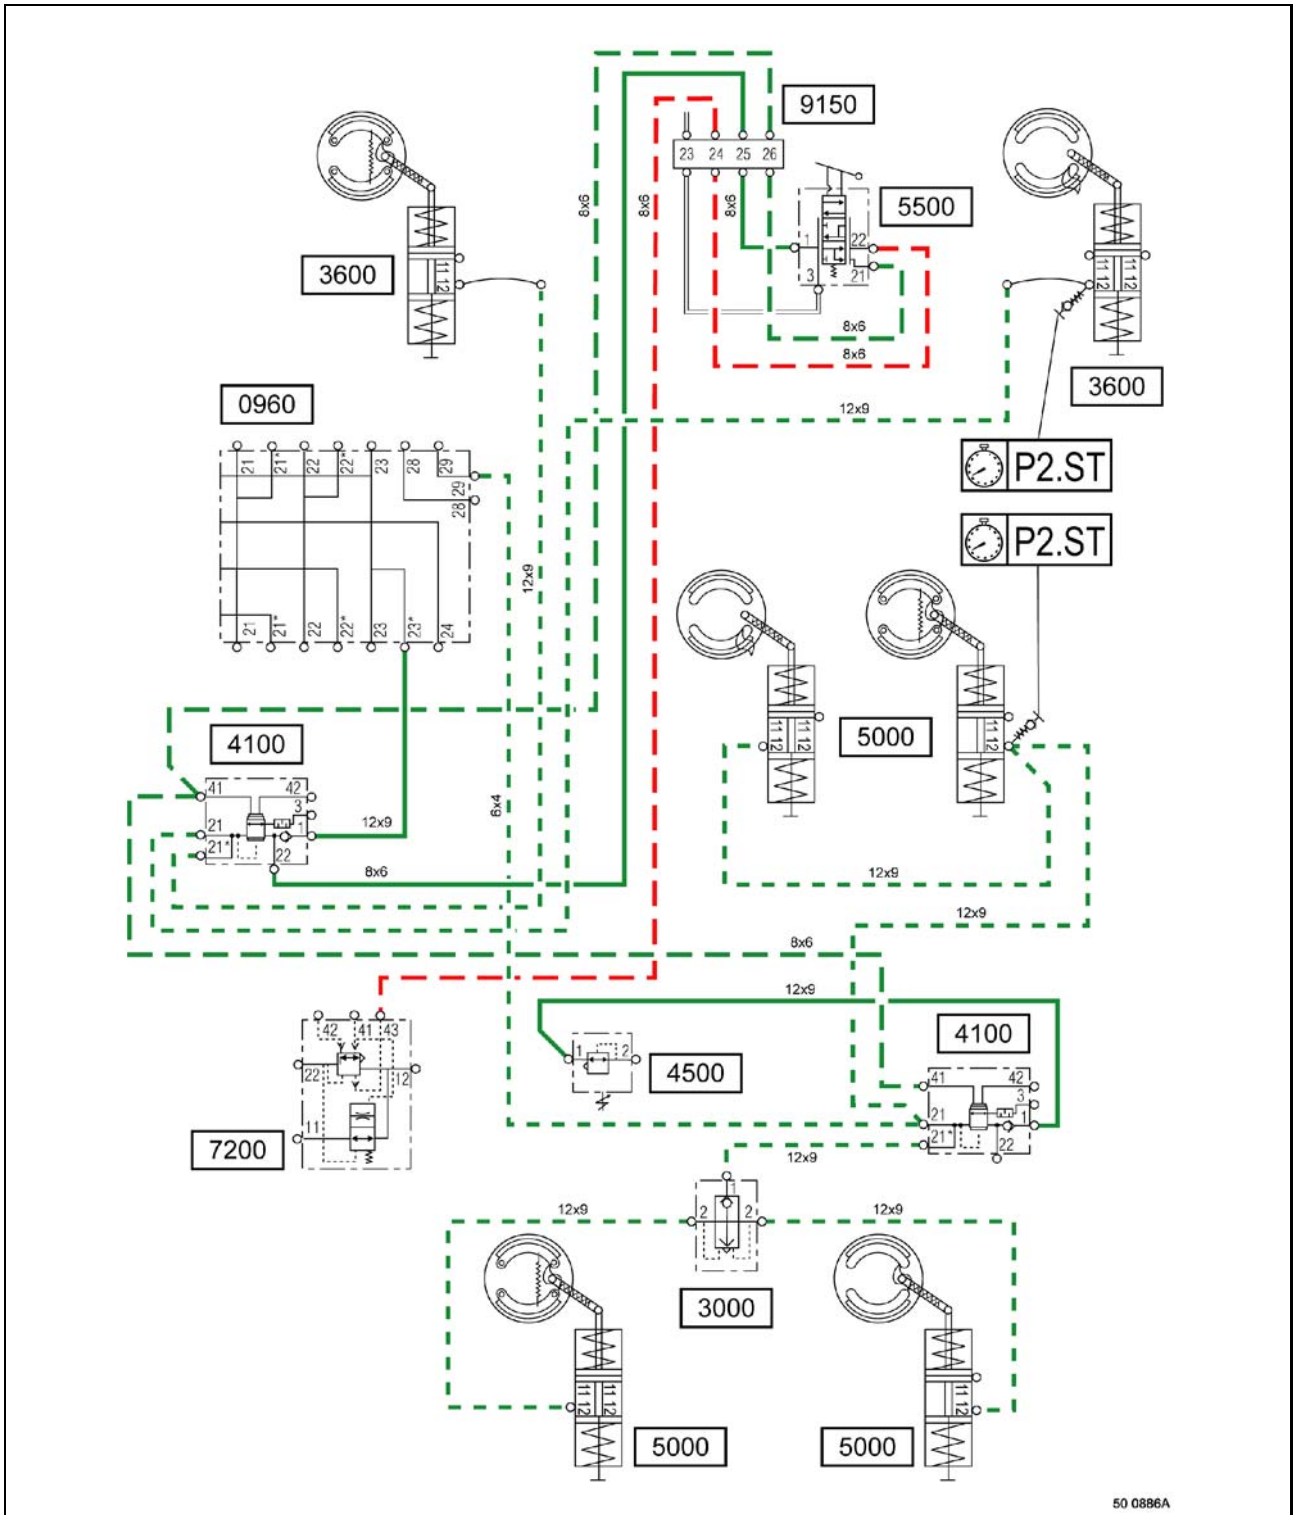 9150
23 24 25 26
8x6
8x6
8x6
5500
1 22
3 21
8x6
8x6
3600
11 12
11 12
11 12
3600
12x9
0960
21 21* 22 22* 23 28 29
29
28
21 21* 22 22* 23 23* 24
P2.ST
P2.ST
12x9
6x4
4100
41 42
3
21 1
21* 22
12x9
8x6
11 12
5000
11 12
12x9
12x9
8x6
12x9
42 41 43
22 12
11
7200
1 2
4500
4100
41 42
3
21 1
21* 22
12x9
1
2 2
12x9
12x9
3000
11 12
11 12
11 12
5000
5000
50 0886A